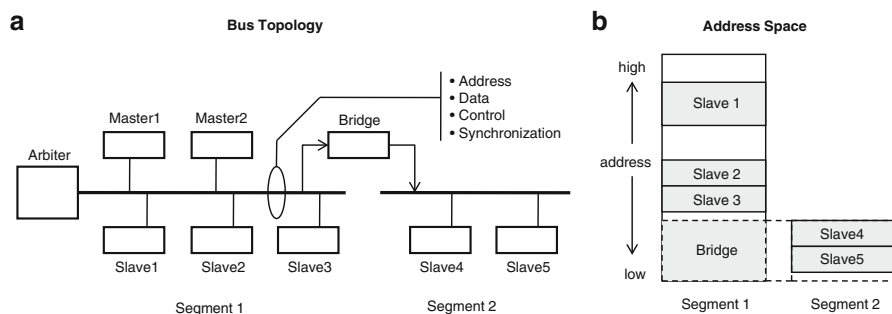 a
Bus Topology
• Address
• Data
• Control
• Synchronization
Master1
Master2
Bridge
Arbiter
Slave1
Slave2
Slave3
Slave4
Slave5
Segment 1
Segment 2
b
Address Space
high
address
low
Slave 1
Slave 2
Slave 3
Bridge
Slave4
Slave5
Segment 1
Segment 2